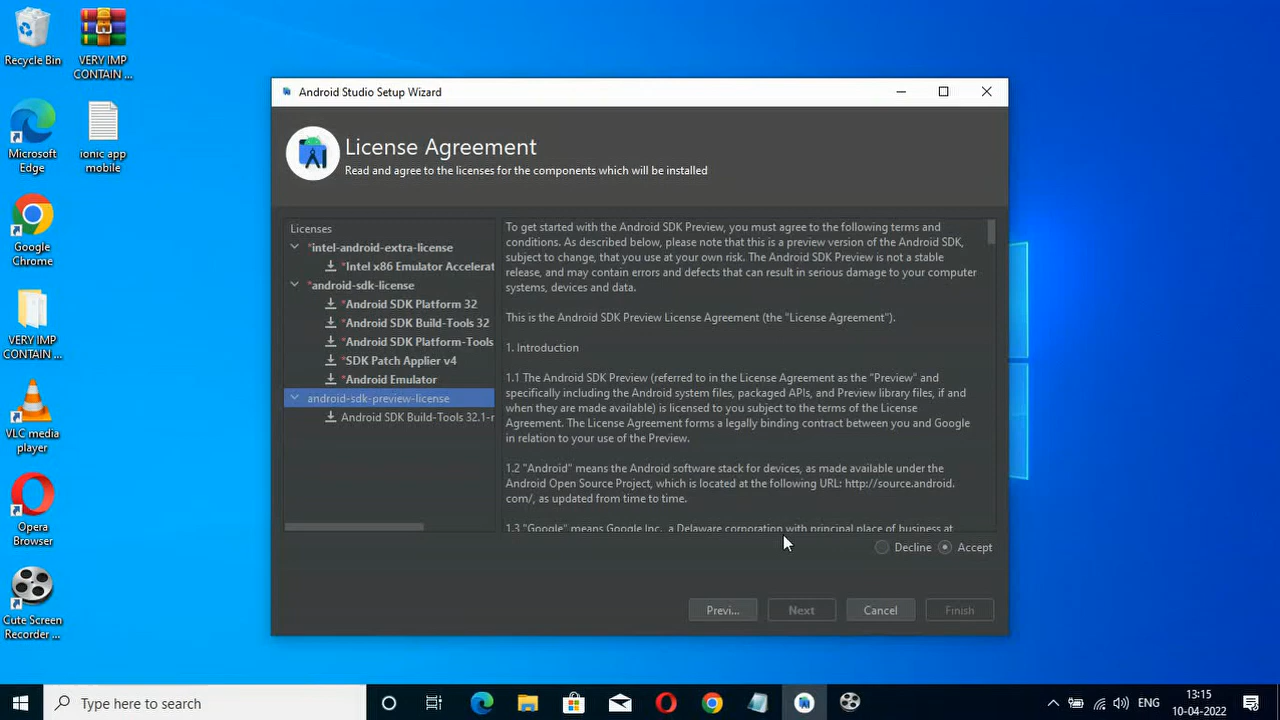 Recycle Bin
VERY IMP
CONTAIN ...
Microsoft
Edge
ionic app
mobile
Google
Chrome
VERY IMP
CONTAIN ...
VLC media
player
Opera
Browser
Cute Screen
Recorder ...
Android Studio Setup Wizard
License Agreement
Read and agree to the licenses for the components which will be installed
Licenses
*intel-android-extra-license
*Intel x86 Emulator Accelerat
*android-sdk-license
*Android SDK Platform 32
*Android SDK Build-Tools 32
*Android SDK Platform-Tools
*SDK Patch Applier v4
*Android Emulator
android-sdk-preview-license
Android SDK Build-Tools 32.1-r
To get started with the Android SDK Preview, you must agree to the following terms and
conditions. As described below, please note that this is a preview version of the Android SDK,
subject to change, that you use at your own risk. The Android SDK Preview is not a stable
release, and may contain errors and defects that can result in serious damage to your computer
systems, devices and data.
This is the Android SDK Preview License Agreement (the "License Agreement").
1. Introduction
1.1 The Android SDK Preview (referred to in the License Agreement as the "Preview" and
specifically including the Android system files, packaged APIs, and Preview library files, if and
when they are made available) is licensed to you subject to the terms of the License
Agreement. The License Agreement forms a legally binding contract between you and Google
in relation to your use of the Preview.
1.2 "Android" means the Android software stack for devices, as made available under the
Android Open Source Project, which is located at the following URL: http://source.android.
com/, as updated from time to time.
1.3 "Google" means Google Inc., a Delaware corporation with principal place of business at
Decline
Accept
Previ...
Next
Cancel
Finish
Type here to search
ENG
13:15
10-04-2022